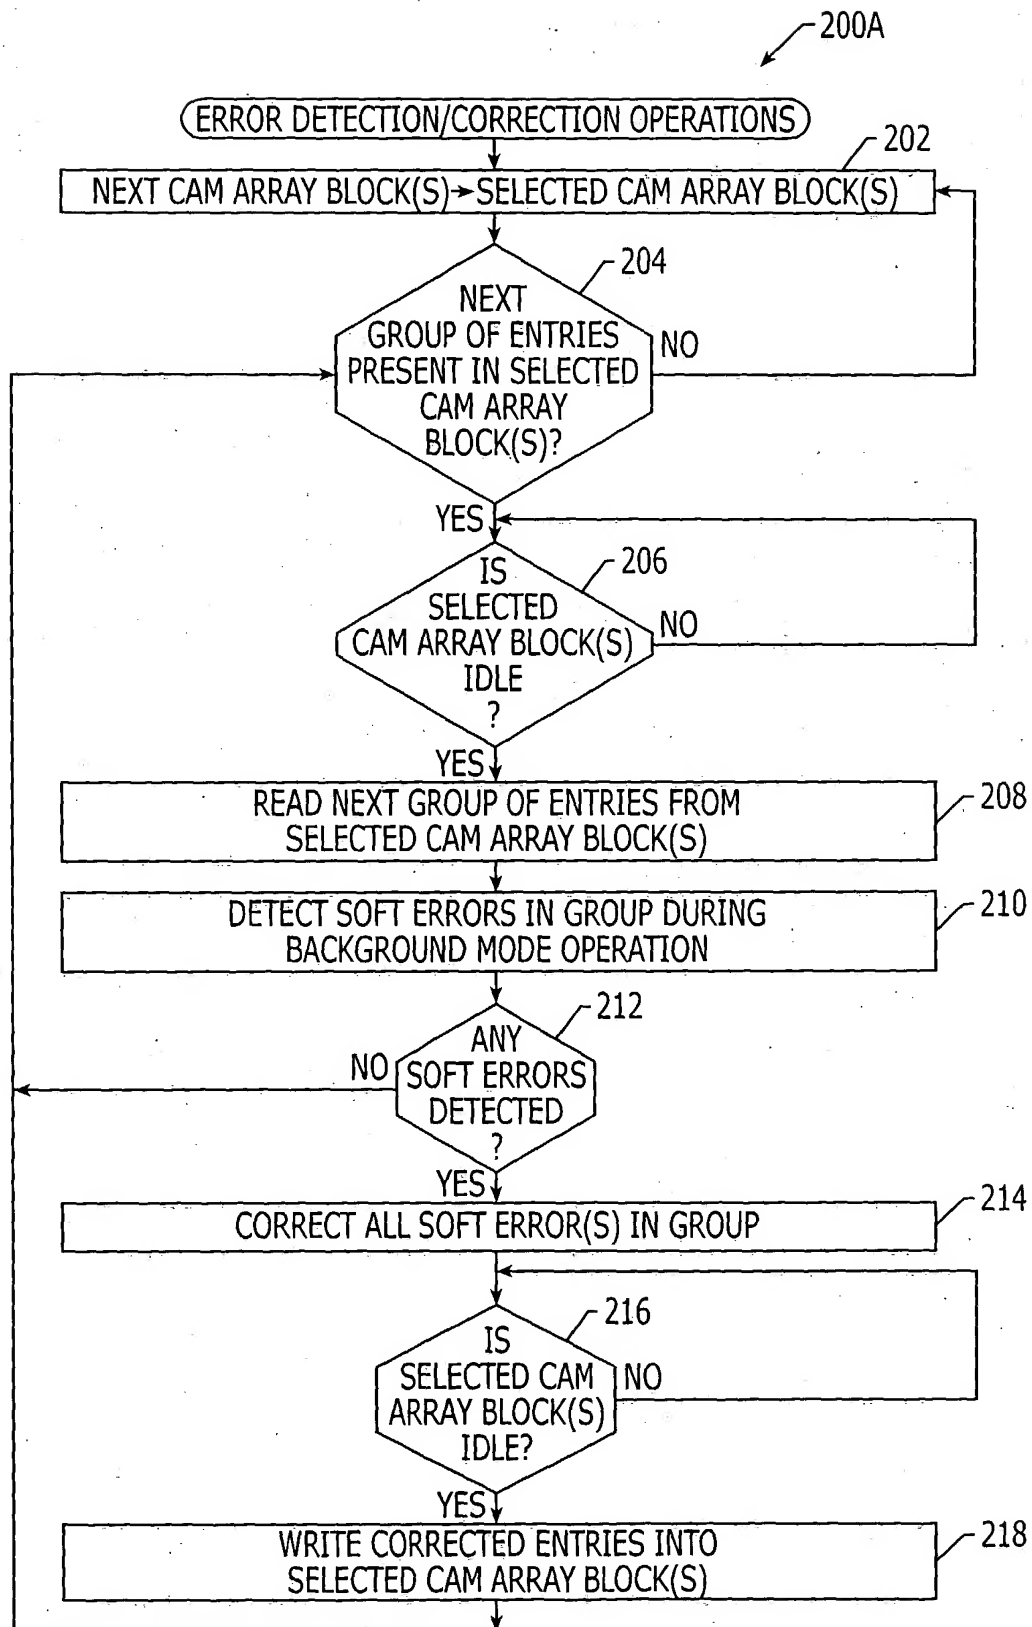 200A
ERROR DETECTION/CORRECTION OPERATIONS
202
NEXT CAM ARRAY BLOCK(S)→SELECTED CAM ARRAY BLOCK(S)
204
NEXT
GROUP OF ENTRIES
PRESENT IN SELECTED
CAM ARRAY
BLOCK(S)?
NO
YES
206
IS
SELECTED
CAM ARRAY BLOCK(S)
IDLE
?
NO
YES
READ NEXT GROUP OF ENTRIES FROM
SELECTED CAM ARRAY BLOCK(S)
208
DETECT SOFT ERRORS IN GROUP DURING
BACKGROUND MODE OPERATION
210
212
ANY
SOFT ERRORS
DETECTED
?
NO
YES
CORRECT ALL SOFT ERROR(S) IN GROUP
214
216
IS
SELECTED CAM
ARRAY BLOCK(S)
IDLE?
NO
YES
WRITE CORRECTED ENTRIES INTO
SELECTED CAM ARRAY BLOCK(S)
218